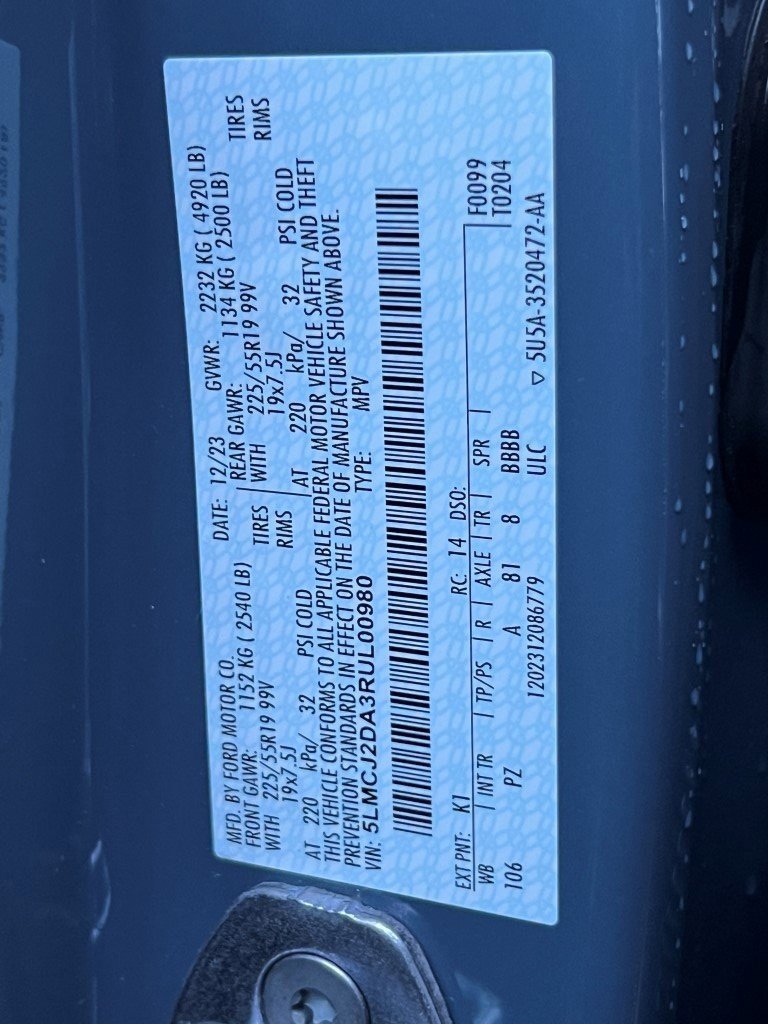 MFD. BY FORD MOTOR CO. DATE: 12/23 GVWR: 2232 KG ( 4920 LB)
FRONT GAWR: 1152 KG ( 2540 LB) REAR GAWR: 1134 KG ( 2500 LB)
WITH 225/55R19 99V TIRES WITH 225/55R19 99V TIRES
19x7.5J RIMS 19x7.5J RIMS
AT 220 kPa/ 32 PSI COLD AT 220 kPa/ 32 PSI COLD
THIS VEHICLE CONFORMS TO ALL APPLICABLE FEDERAL MOTOR VEHICLE SAFETY AND THEFT
PREVENTION STANDARDS IN EFFECT ON THE DATE OF MANUFACTURE SHOWN ABOVE.
VIN: 5LMCJ2DA3RUL00980 TYPE: MPV
EXT PNT: K1 RC: 14 DSO: F0099
WB INT TR TP/PS R AXLE TR SPR T0204
106 PZ A 81 8 BBBB
1202312086779 ULC ▽ 5U5A-3520472-AA